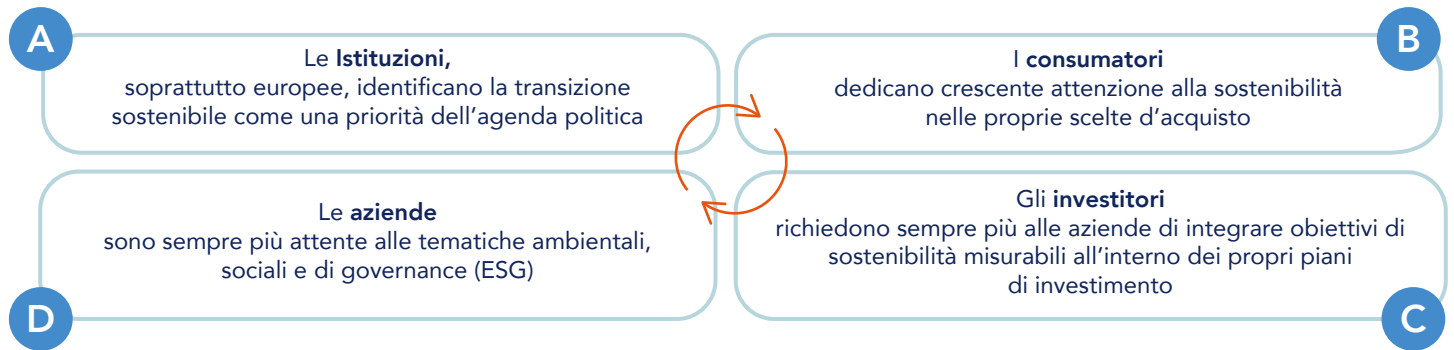 A
Le Istituzioni,
soprattutto europee, identificano la transizione
sostenibile come una priorità dell'agenda politica
B
I consumatori
dedicano crescente attenzione alla sostenibilità
nelle proprie scelte d'acquisto
D
Le aziende
sono sempre più attente alle tematiche ambientali,
sociali e di governance (ESG)
C
Gli investitori
richiedono sempre più alle aziende di integrare obiettivi di
sostenibilità misurabili all'interno dei propri piani
di investimento